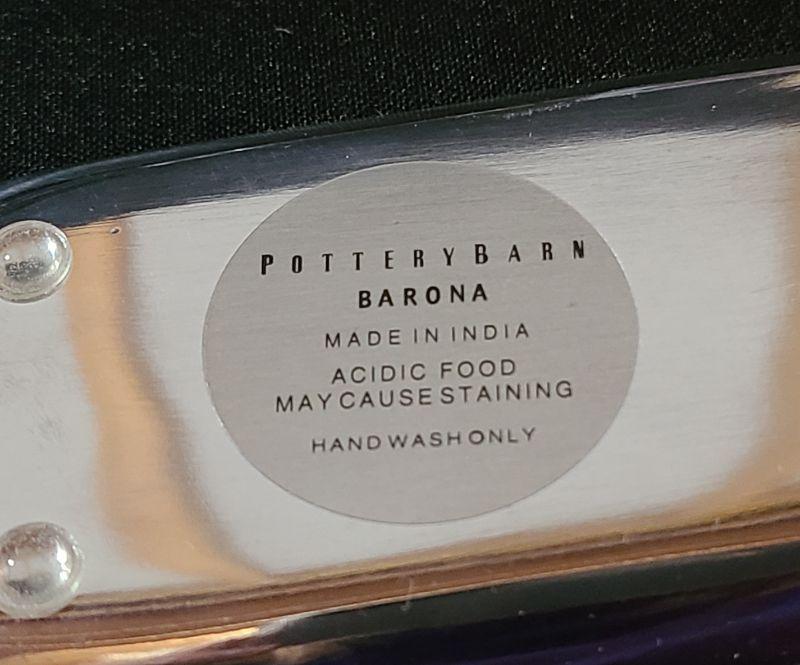 POTTERYBARN
BARONA
MADE IN INDIA
ACIDIC FOOD
MAY CAUSE STAINING
HAND WASH ONLY